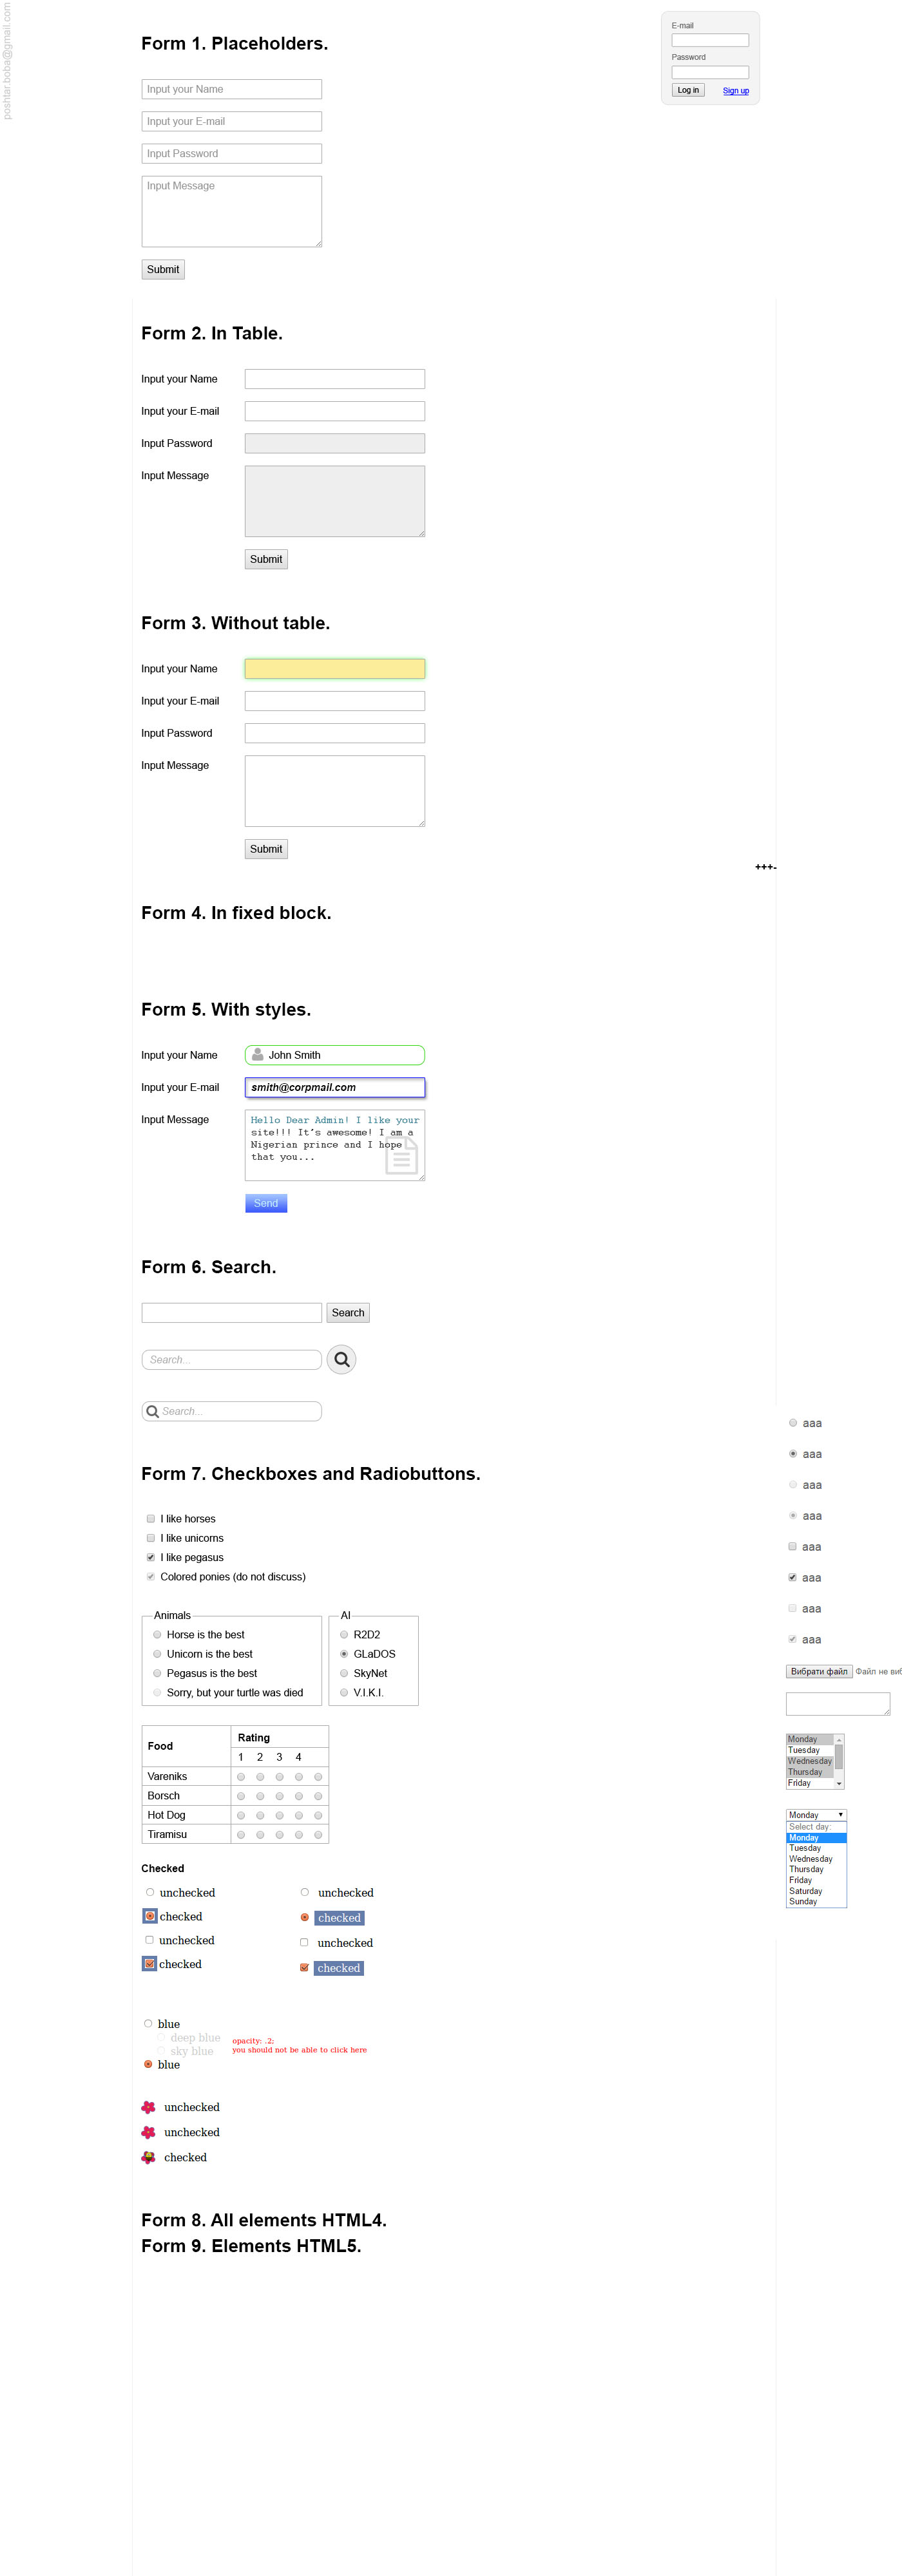 poshtar.boba@gmail.com
E-mail
Password
Log in
Sign up
Form 1. Placeholders.
Input your Name
Input your E-mail
Input Password
Input Message
Submit
Form 2. In Table.
Input your Name
Input your E-mail
Input Password
Input Message
Submit
Form 3. Without table.
Input your Name
Input your E-mail
Input Password
Input Message
Submit
+++-
Form 4. In fixed block.
Form 5. With styles.
Input your Name
John Smith
Input your E-mail
smith@corpmail.com
Input Message
Hello Dear Admin! I like your
site!!! It's awesome! I am a
Nigerian prince and I hope
that you...
Send
Form 6. Search.
Search
Search...
Search...
Form 7. Checkboxes and Radiobuttons.
I like horses
I like unicorns
I like pegasus
Colored ponies (do not discuss)
Animals
Horse is the best
Unicorn is the best
Pegasus is the best
Sorry, but your turtle was died
AI
R2D2
GLaDOS
SkyNet
V.I.K.I.
Food
Rating
1 2 3 4
Vareniks
Borsch
Hot Dog
Tiramisu
Checked
unchecked
checked
unchecked
checked
unchecked
checked
unchecked
checked
blue
deep blue
sky blue
blue
opacity: .2;
you should not be able to click here
unchecked
unchecked
checked
Form 8. All elements HTML4.
Form 9. Elements HTML5.
aaa
aaa
aaa
aaa
aaa
aaa
aaa
aaa
Вибрати файл Файл не виб
Monday
Tuesday
Wednesday
Thursday
Friday
Monday
Select day:
Monday
Tuesday
Wednesday
Thursday
Friday
Saturday
Sunday